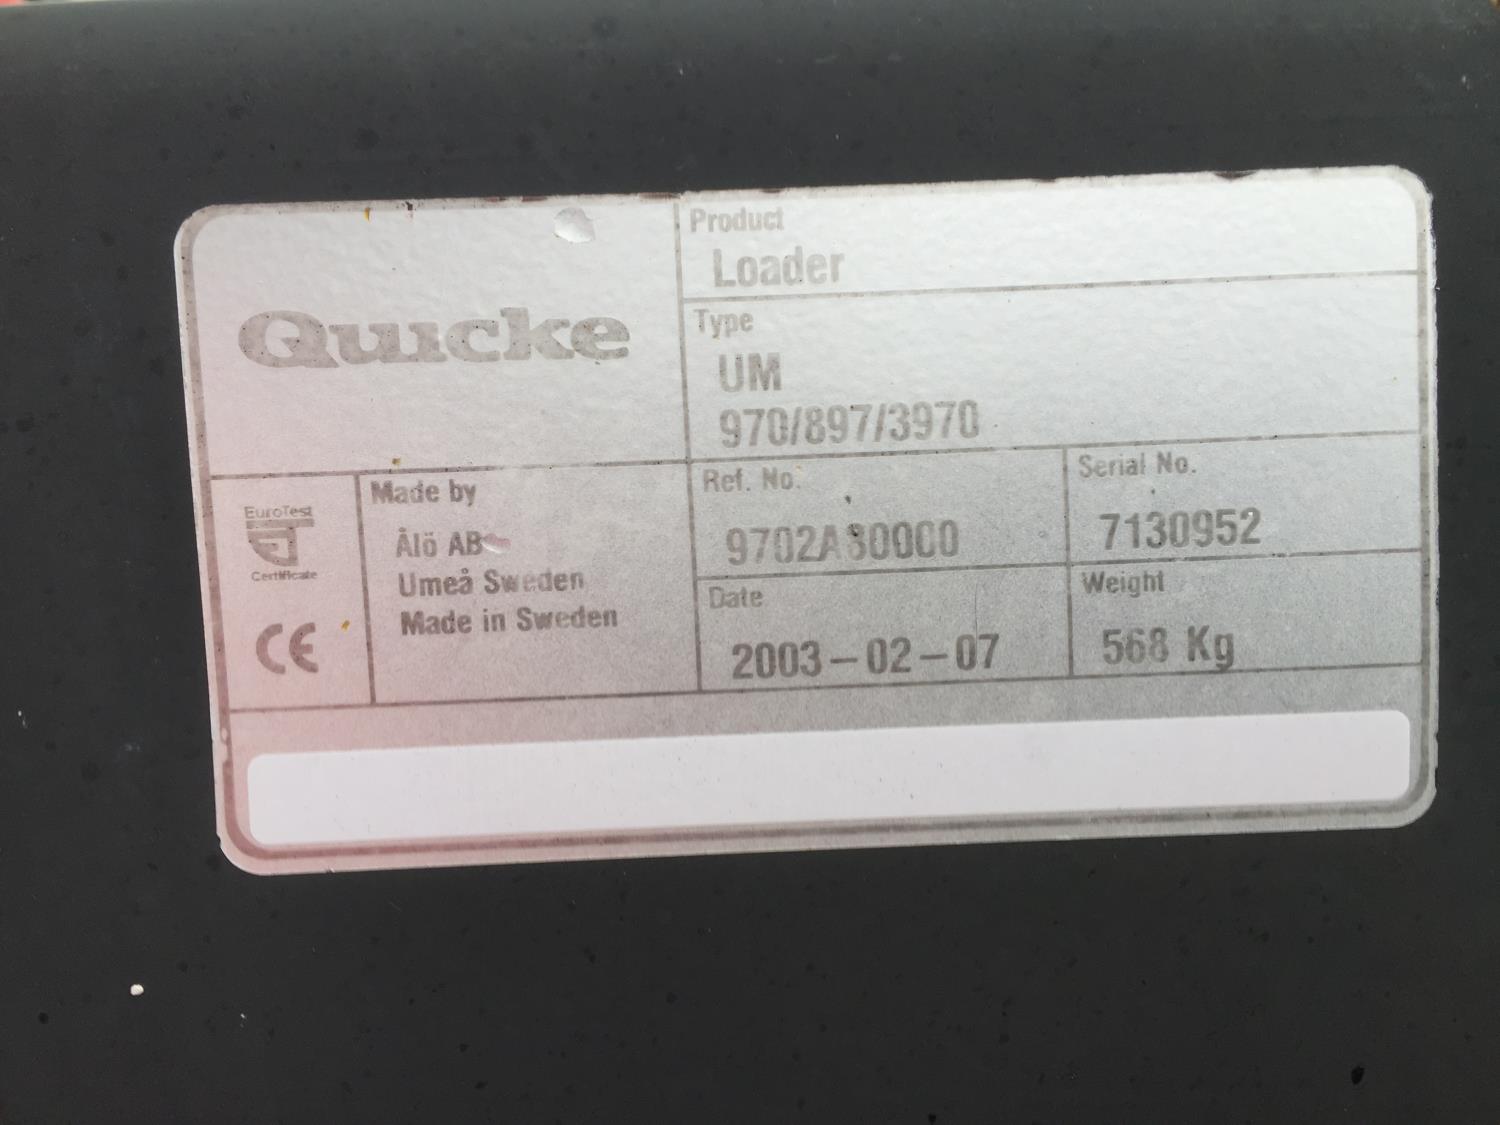 Quicke
Product
Loader
Type
UM
970/897/3970
EuroTest
Certificate
CE
Made by
Ålö AB
Umeå Sweden
Made in Sweden
Ref. No.
Serial No.
7130952
Date
2003-02-07
Weight
568 Kg